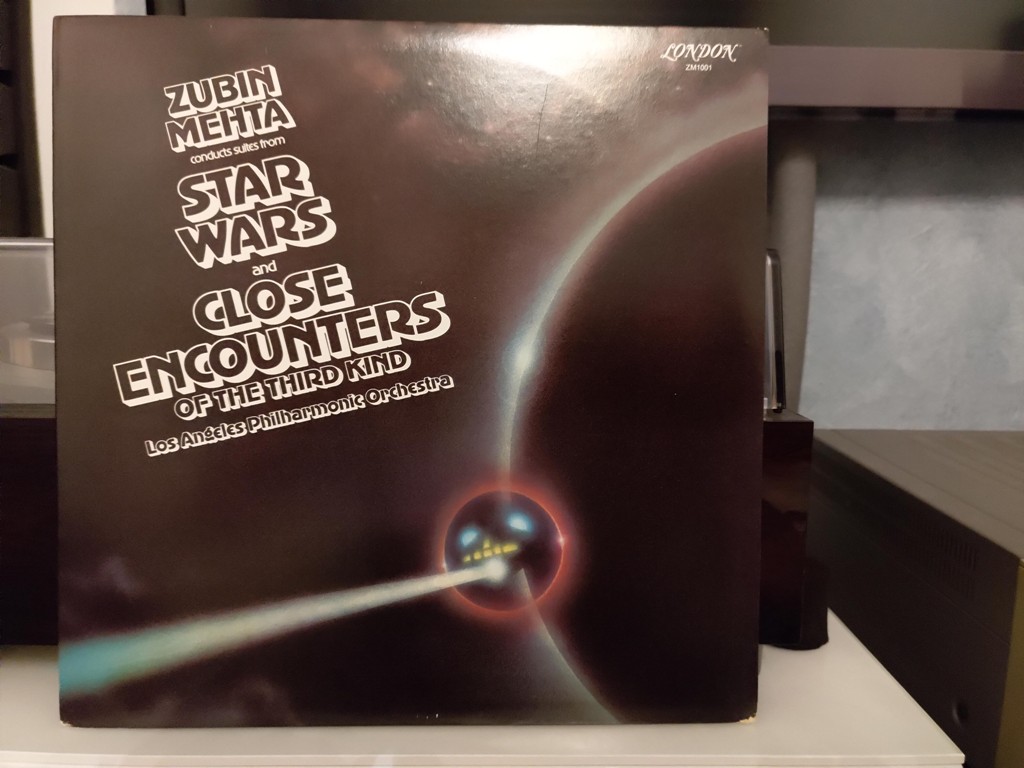 LONDON
ZM1001
ZUBIN
MEHTA
conducts suites from
STAR
WARS
and
CLOSE
ENCOUNTERS
OF THE THIRD KIND
Los Angeles Philharmonic Orchestra